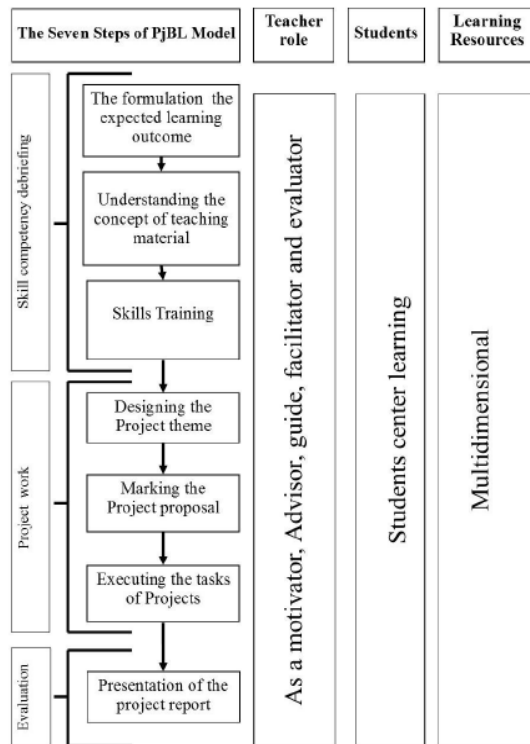 The Seven Steps of PjBL Model
Teacher
role
Students
Learning
Resources
Skill competency debriefing
The formulation the
expected learning
outcome
Understanding the
concept of teaching
material
Skills Training
Project work
Designing the
Project theme
Marking the
Project proposal
Executing the tasks
of Projects
Evaluation
Presentation of the
project report
As a motivator, Advisor, guide, facilitator and evaluator
Students center learning
Multidimensional